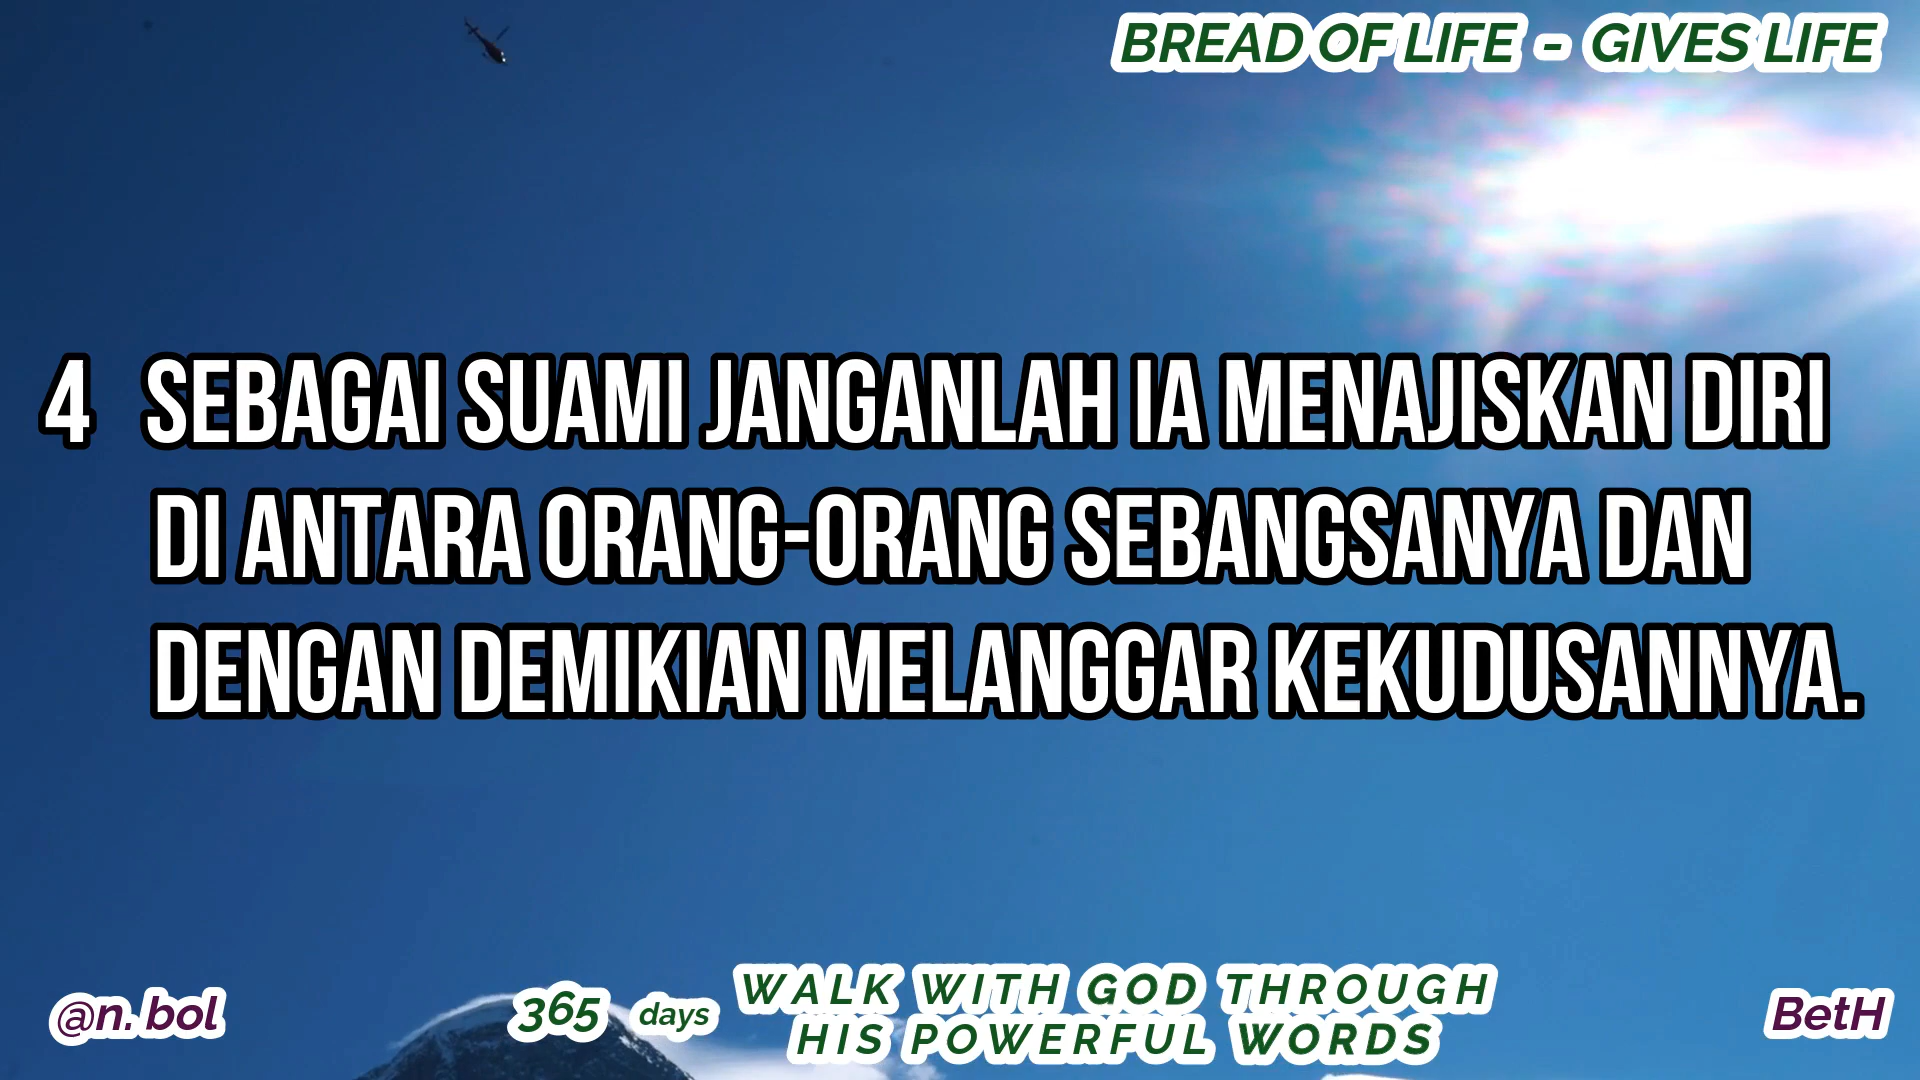 BREAD OF LIFE - GIVES LIFE
4 SEBAGAI SUAMI JANGANLAH IA MENAJISKAN DIRI
DI ANTARA ORANG-ORANG SEBANGSANYA DAN
DENGAN DEMIKIAN MELANGGAR KEKUDUSANNYA.
@n.bol
365 days
WALK WITH GOD THROUGH
HIS POWERFUL WORDS
BetH